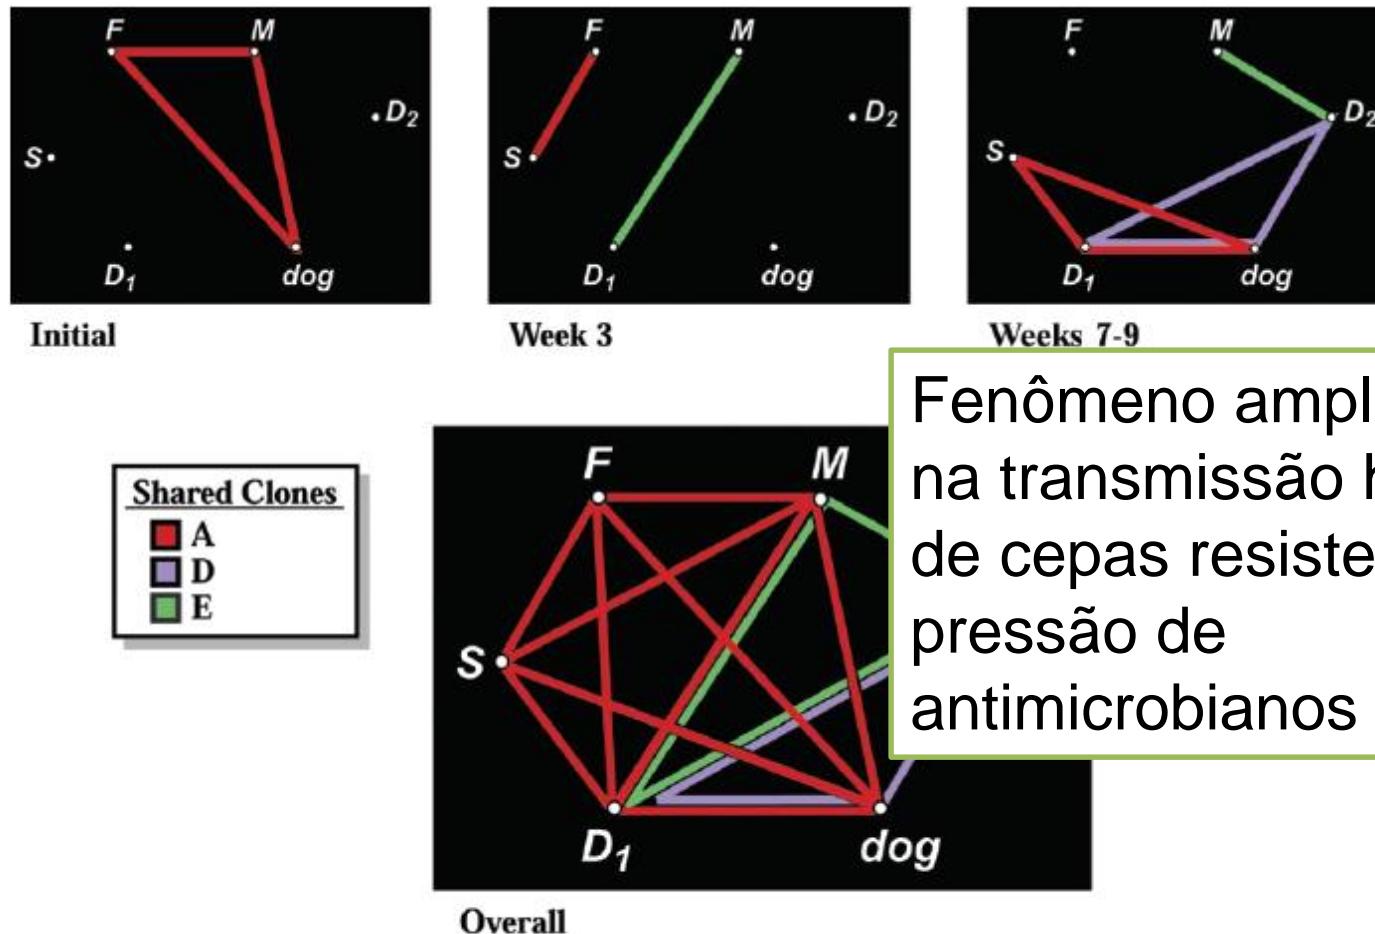 F M
D2
S
D1 dog
Initial
F M
D2
S
D1 dog
Week 3
F M
D2
S
D1 dog
Weeks 7-9
Shared Clones
A
D
E
F M
S
D1 dog
Overall
Fenômeno ampl
na transmissão h
de cepas resiste
pressão de
antimicrobianos